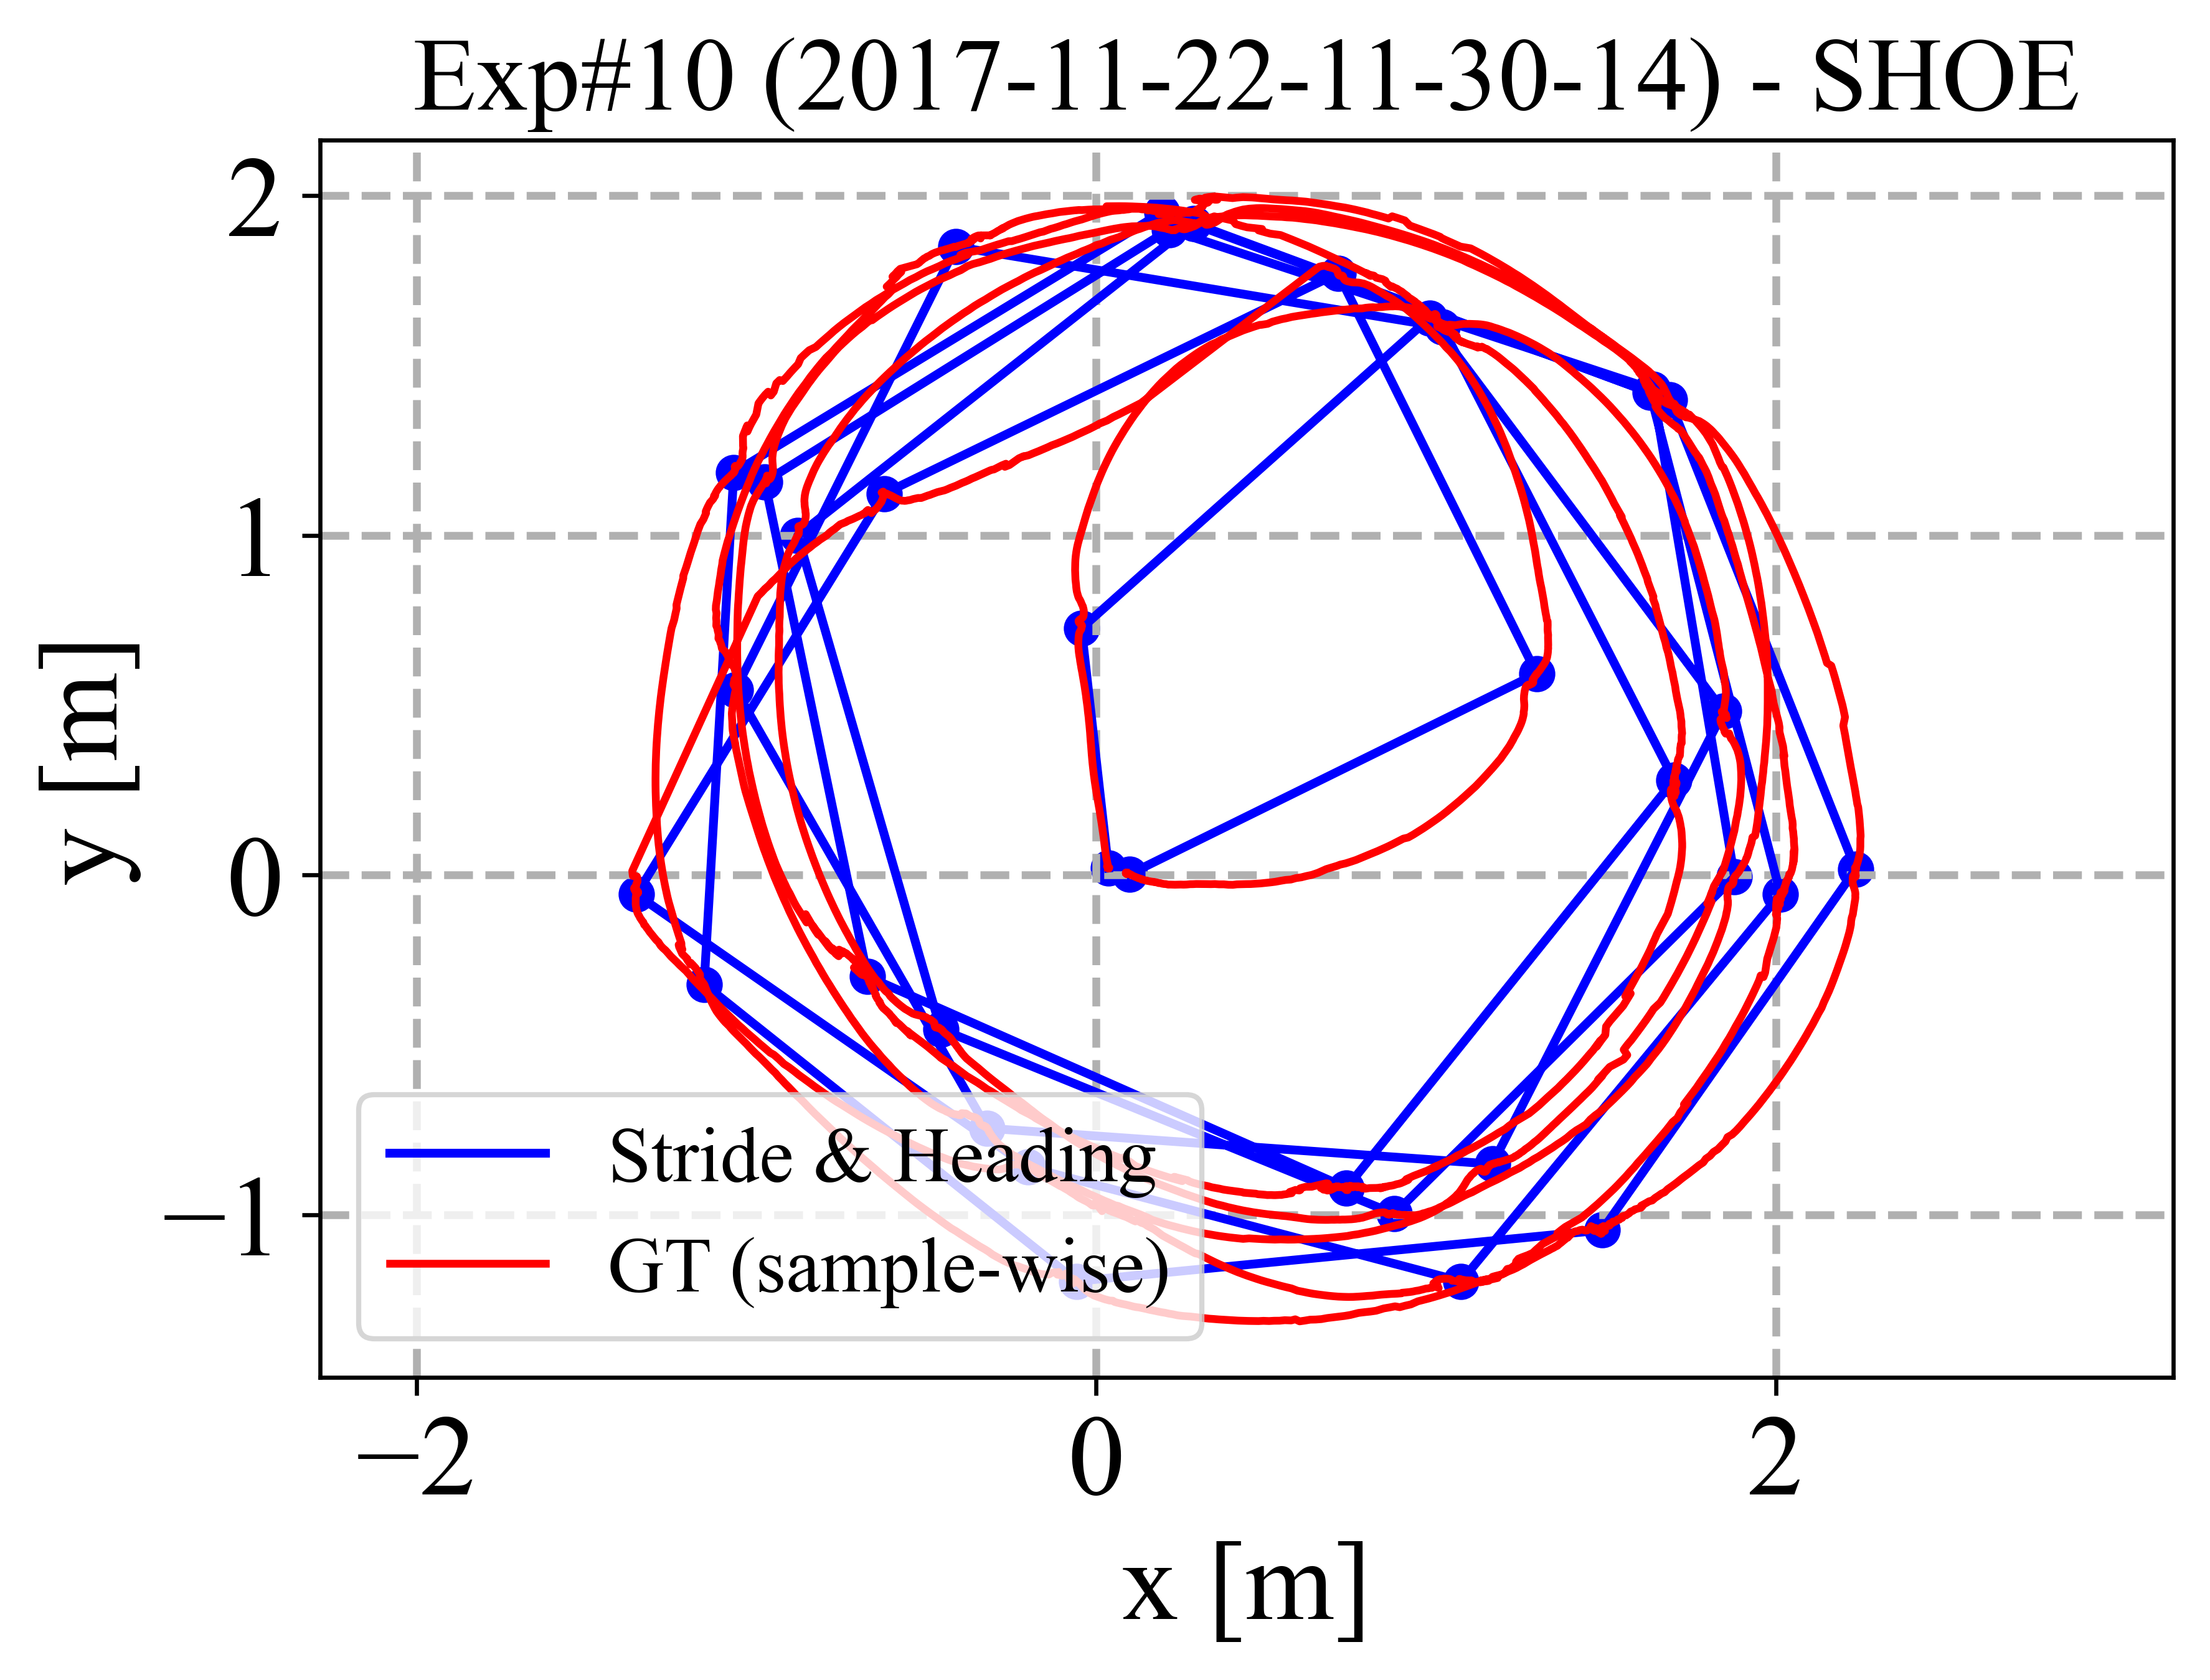 Exp#10 (2017-11-22-11-30-14) - SHOE
2
1
0
−1
y [m]
Stride & Heading
GT (sample-wise)
−2
0
2
x [m]